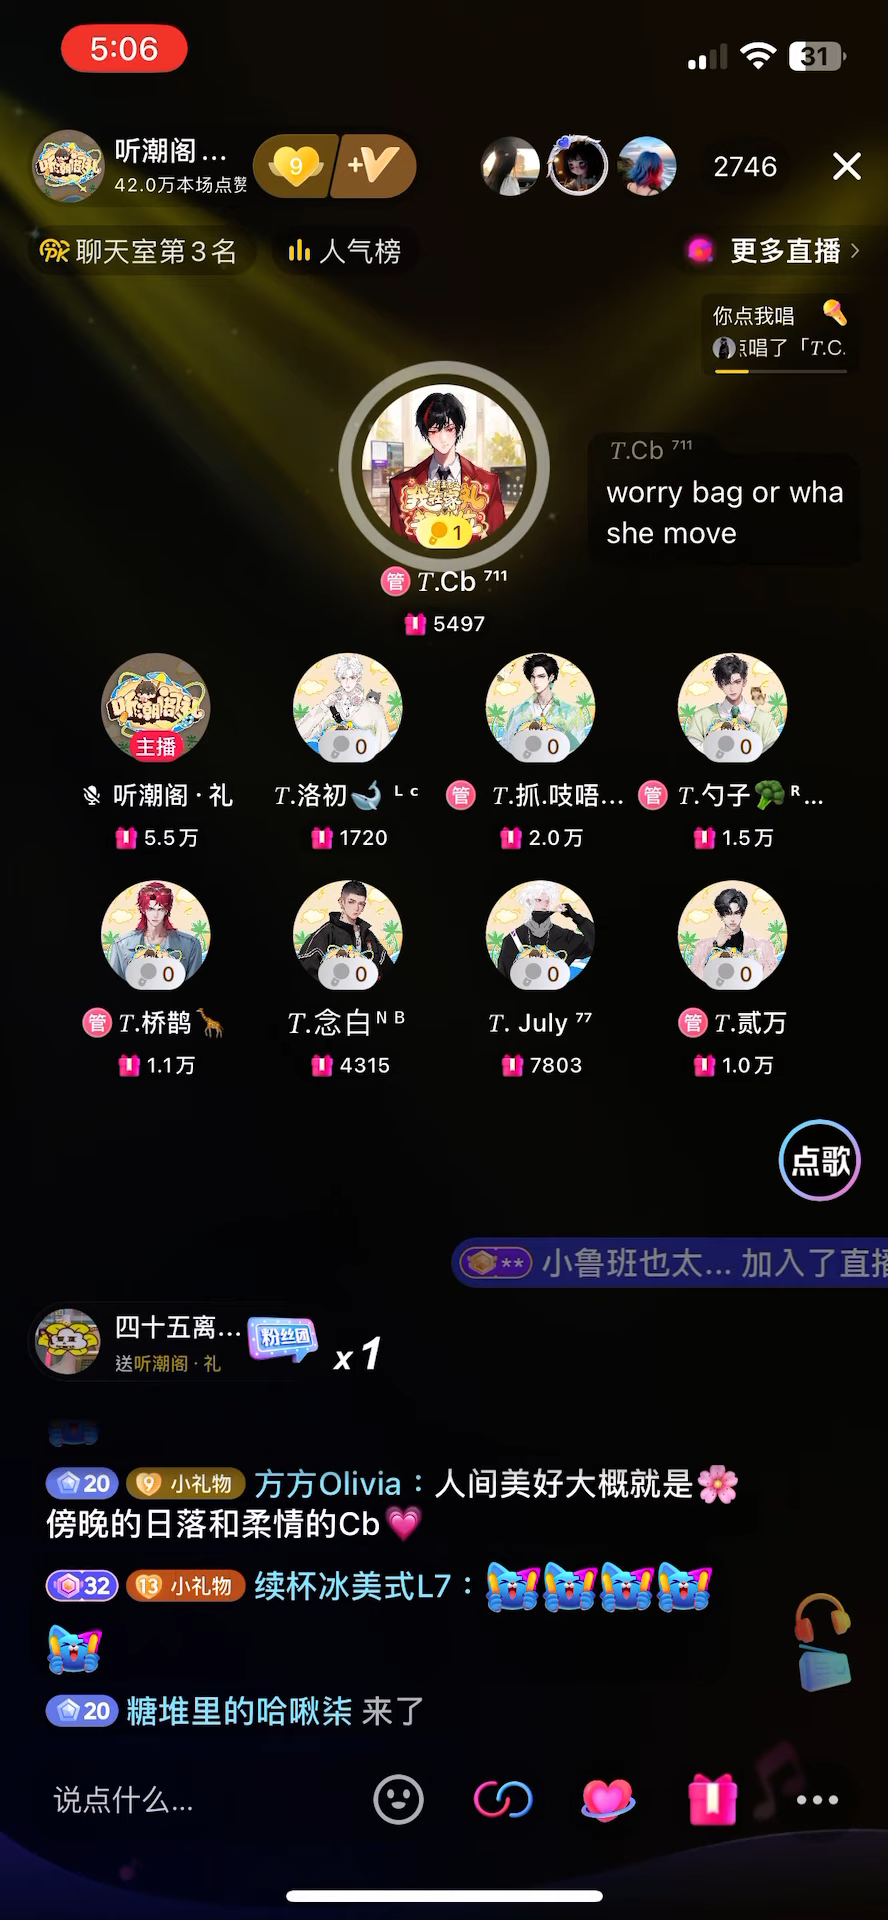 5:06
31
听潮阁...
42.0万本场点赞
9
+
2746
聊天室第3名
人气榜
更多直播
你点我唱
点唱了「T.C.
T.Cb 711
worry bag or wha
she move
1
管 T.Cb 711
5497
主播
0
0
0
听潮阁·礼
T.洛初 L c
管 T.抓.吱唔...
管 T.勺子 R...
5.5万
1720
2.0万
1.5万
0
0
0
0
管 T.桥鹊
T.念白 N B
T. July 77
管 T.贰万
1.1万
4315
7803
1.0万
点歌
** 小鲁班也太... 加入了直播
四十五离...
送听潮阁·礼
粉丝团
x 1
20 9 小礼物 方方Olivia：人间美好大概就是
傍晚的日落和柔情的Cb
32 13 小礼物 续杯冰美式L7：
20 糖堆里的哈啾柒 来了
说点什么...